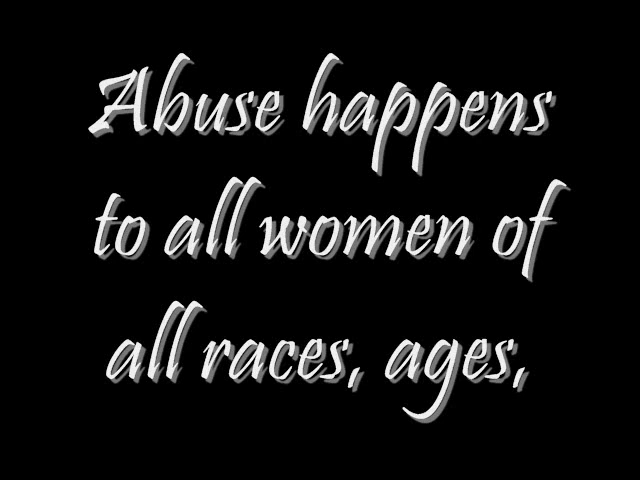 Abuse happens
to all women of
all races, ages,